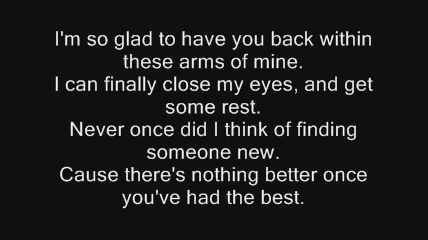 I'm so glad to have you back within
these arms of mine.
I can finally close my eyes, and get
some rest.
Never once did I think of finding
someone new.
Cause there's nothing better once
you've had the best.